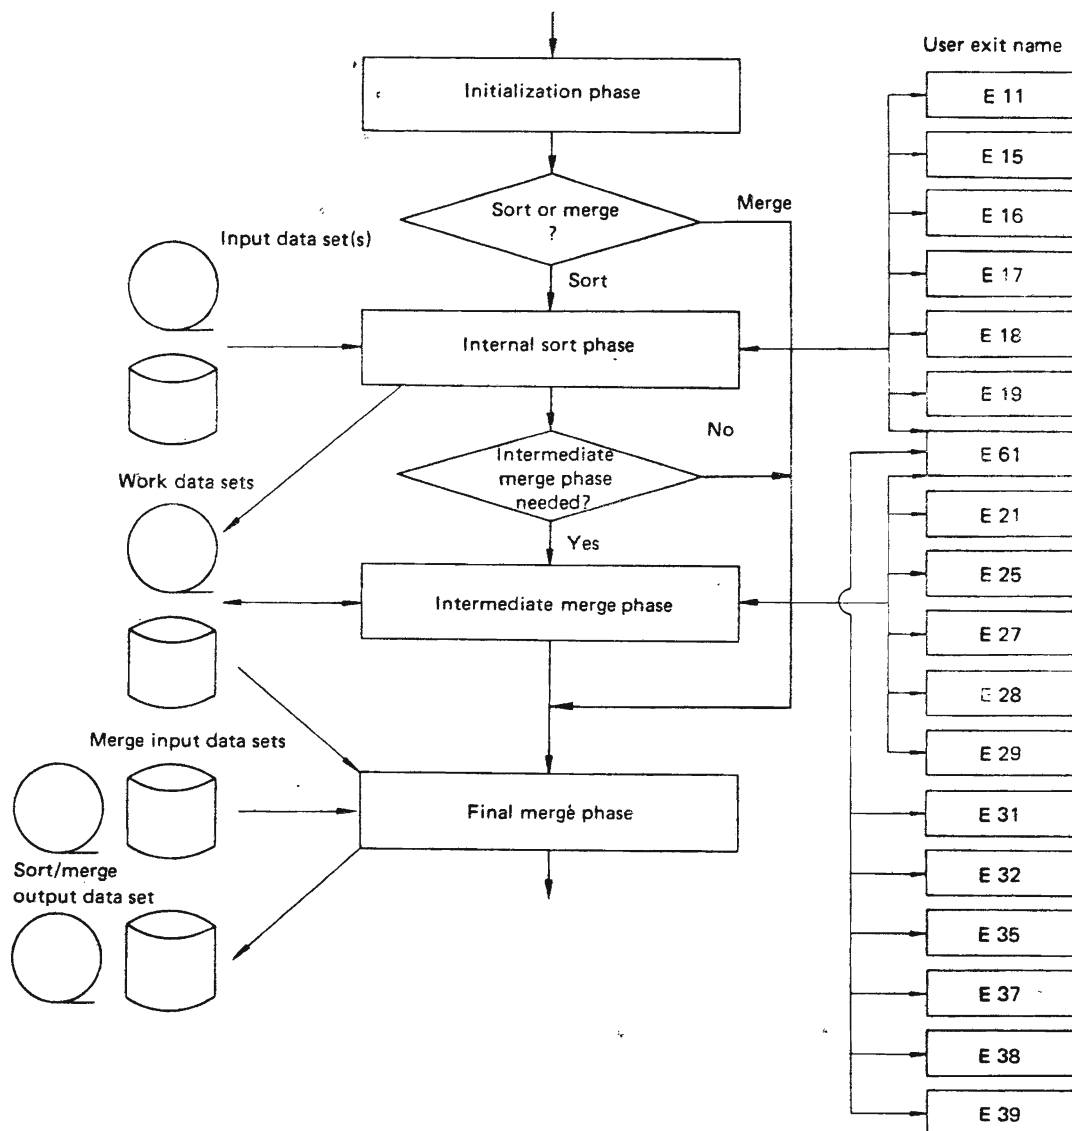 User exit name
Initialization phase
E 11
E 15
Sort or merge
?
Merge
E 16
Input data set(s)
Sort
E 17
Internal sort phase
E 18
E 19
No
Intermediate
merge phase
needed?
E 61
Work data sets
E 21
Yes
E 25
Intermediate merge phase
E 27
E 28
Merge input data sets
E 29
Final merge phase
E 31
Sort/merge
output data set
E 32
E 35
E 37
E 38
E 39